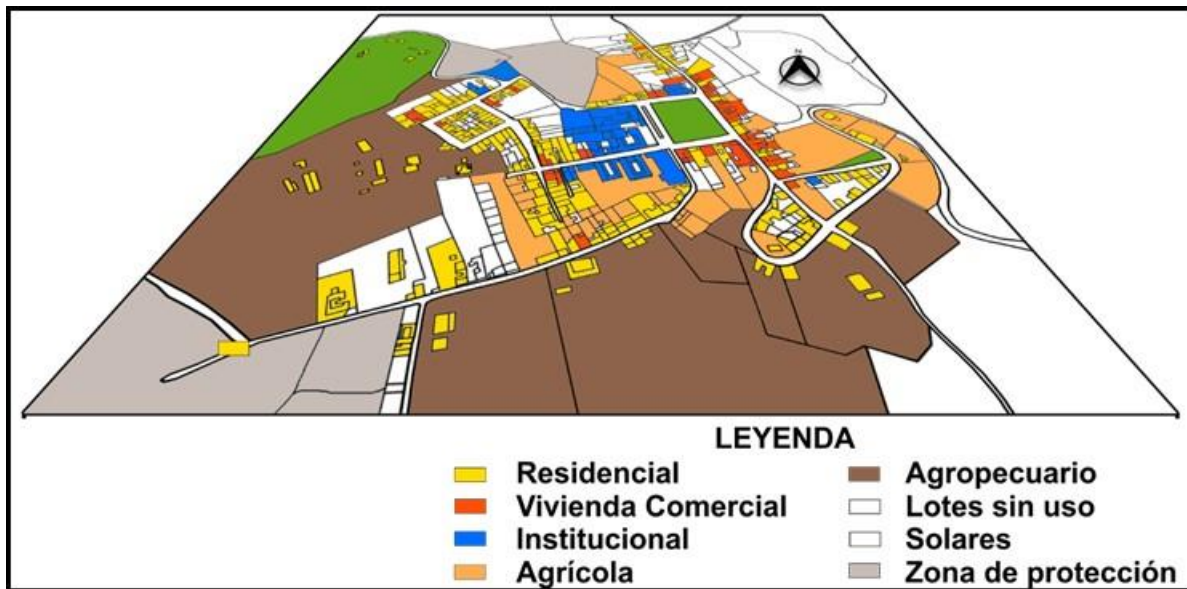 N
LEYENDA
Residencial
Vivienda Comercial
Institucional
Agrícola
Agropecuario
Lotes sin uso
Solares
Zona de protección